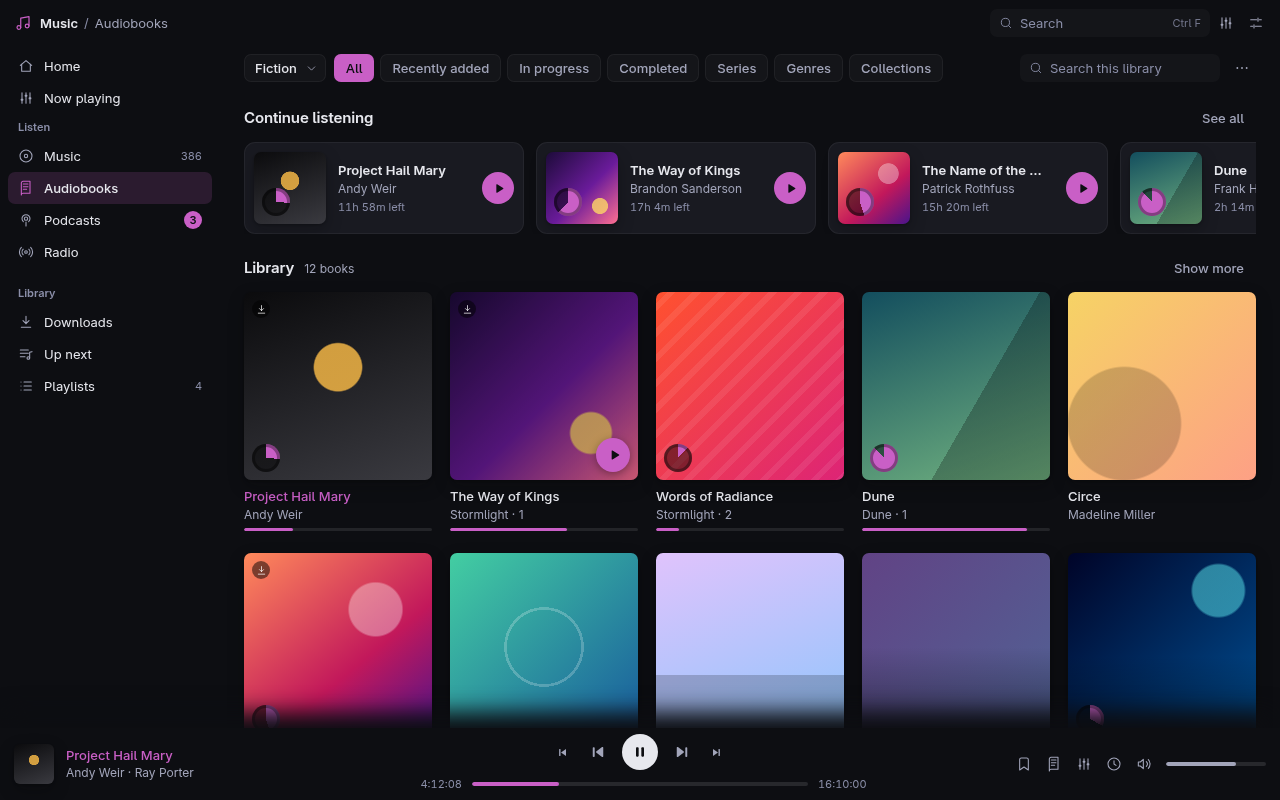 Music / Audiobooks
Search Ctrl F
Home
Now playing
Listen
Music 386
Audiobooks
Podcasts 3
Radio
Library
Downloads
Up next
Playlists 4
Fiction All Recently added In progress Completed Series Genres Collections Search this library
Continue listening See all
Project Hail Mary
Andy Weir
11h 58m left
The Way of Kings
Brandon Sanderson
17h 4m left
The Name of the ...
Patrick Rothfuss
15h 20m left
Dune
Frank H
2h 14m
Library 12 books Show more
Project Hail Mary
Andy Weir
The Way of Kings
Stormlight · 1
Words of Radiance
Stormlight · 2
Dune
Dune · 1
Circe
Madeline Miller
Project Hail Mary
Andy Weir · Ray Porter
4:12:08 16:10:00